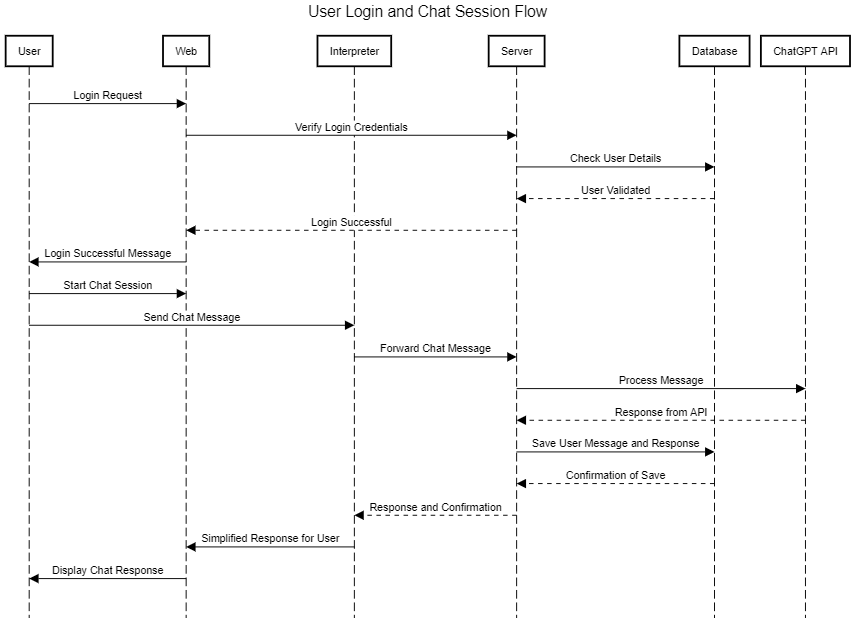 User Login and Chat Session Flow
User
Web
Interpreter
Server
Database
ChatGPT API
Login Request
Verify Login Credentials
Check User Details
User Validated
Login Successful
Login Successful Message
Start Chat Session
Send Chat Message
Forward Chat Message
Process Message
Response from API
Save User Message and Response
Confirmation of Save
Response and Confirmation
Simplified Response for User
Display Chat Response